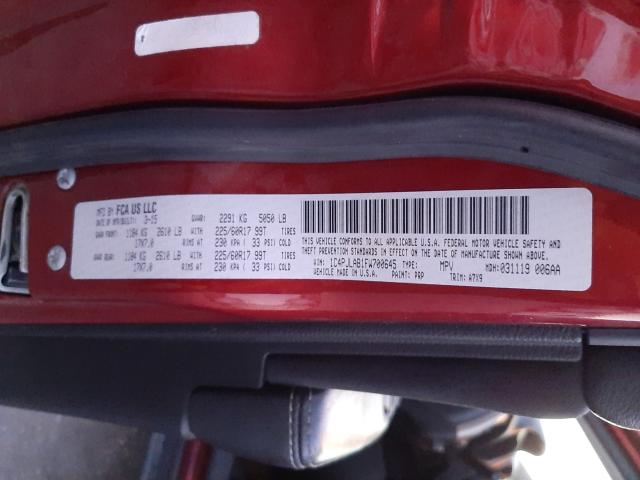 MFD BY FCA US LLC
DATE OF MFR/BUILT: 3-15 GVWR: 2291 KG 5050 LB
GAWR FRONT: 1184 KG 2610 LB WITH 225/60R17 99T TIRES
17X7.0 RIMS AT 230 KPA ( 33 PSI) COLD
GAWR REAR: 1184 KG 2610 LB WITH 225/60R17 99T TIRES
17X7.0 RIMS AT 230 KPA ( 33 PSI) COLD
THIS VEHICLE CONFORMS TO ALL APPLICABLE U.S.A. FEDERAL MOTOR VEHICLE SAFETY AND
THEFT PREVENTION STANDARDS IN EFFECT ON THE DATE OF MANUFACTURE SHOWN ABOVE.
VIN: 1C4PJLAB1FW700645 TYPE: MPV MDH: 031119 006AA
VEHICLE MADE IN U.S.A. PAINT: PRP TRIM: A7X9